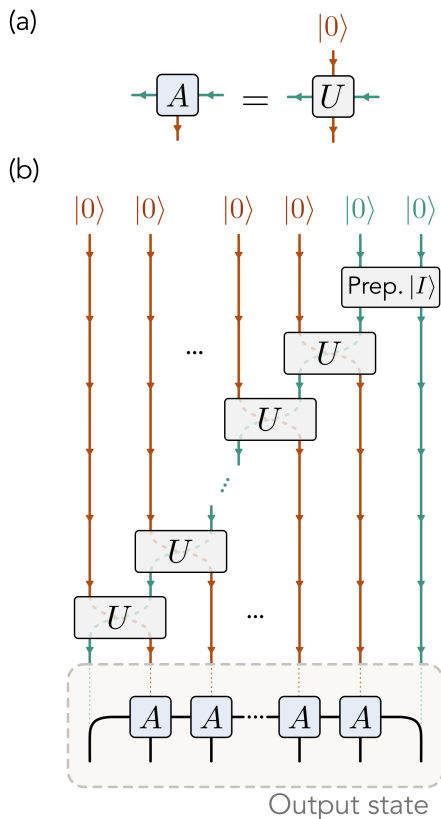 (a)
|0⟩
A = U
(b)
|0⟩ |0⟩ |0⟩ |0⟩ |0⟩ |0⟩
Prep. |I⟩
... U
U
...
U
U ...
A A .... A A
Output state